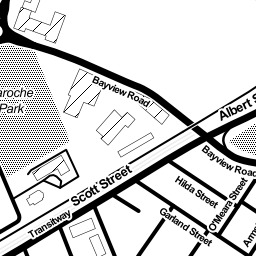 Bayview Road
aroche
Park
Albert S
Bayview Road
Scott Street
Hilda Street
O'Meara Street
Transitway
Garland Street
Arm